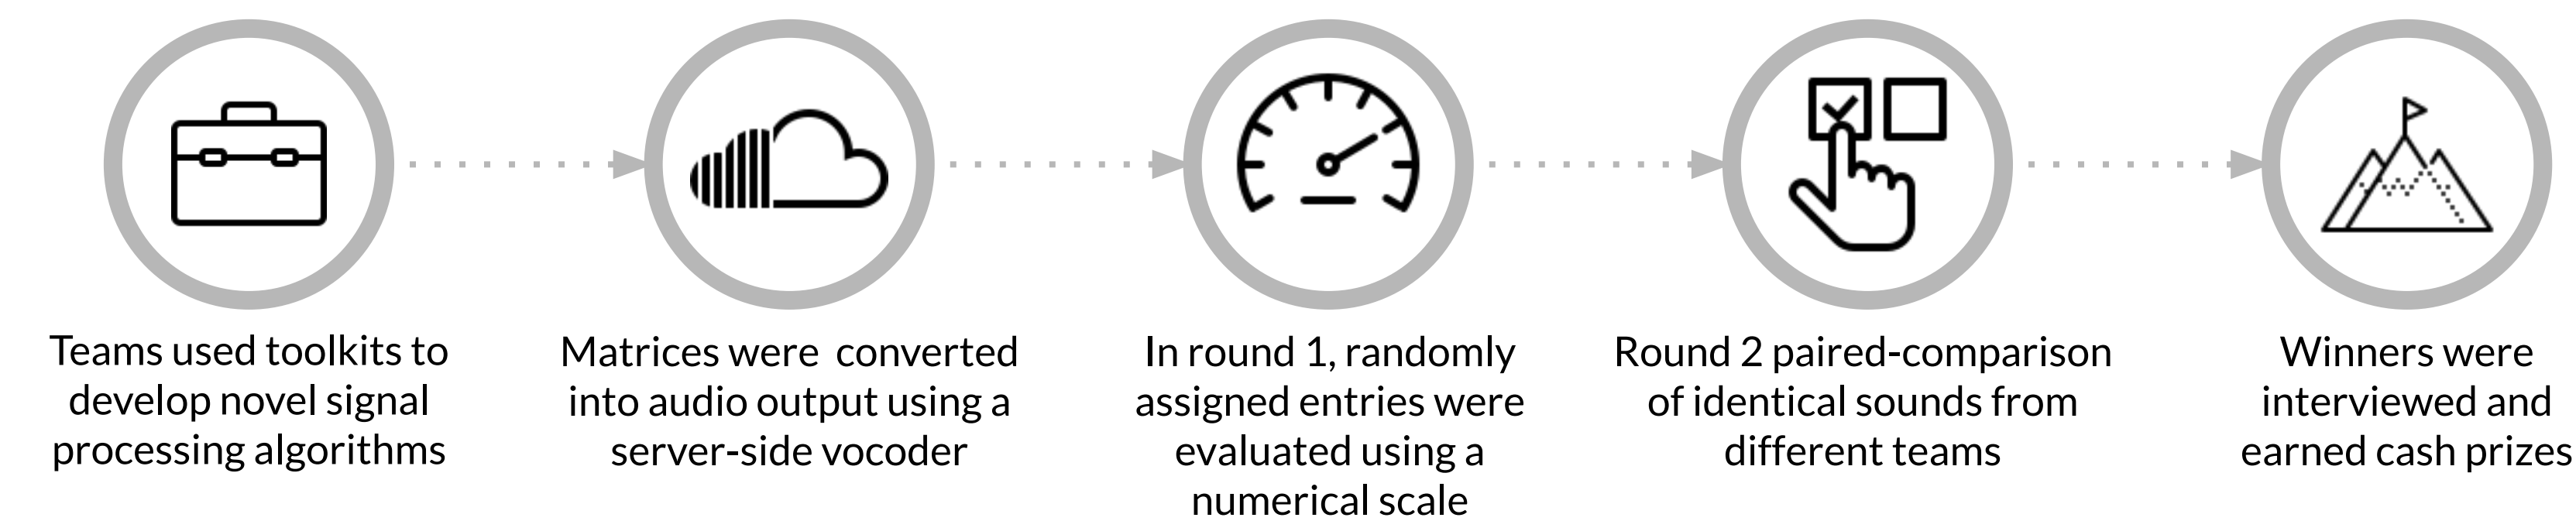 Teams used toolkits to
develop novel signal
processing algorithms
Matrices were converted
into audio output using a
server-side vocoder
In round 1, randomly
assigned entries were
evaluated using a
numerical scale
Round 2 paired-comparison
of identical sounds from
different teams
Winners were
interviewed and
earned cash prizes